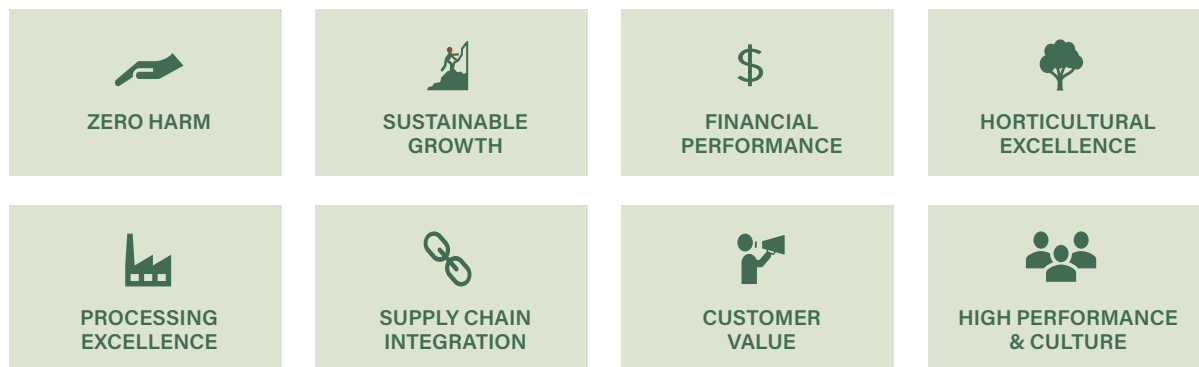 ZERO HARM
SUSTAINABLE
GROWTH
$
FINANCIAL
PERFORMANCE
HORTICULTURAL
EXCELLENCE
PROCESSING
EXCELLENCE
SUPPLY CHAIN
INTEGRATION
CUSTOMER
VALUE
HIGH PERFORMANCE
& CULTURE